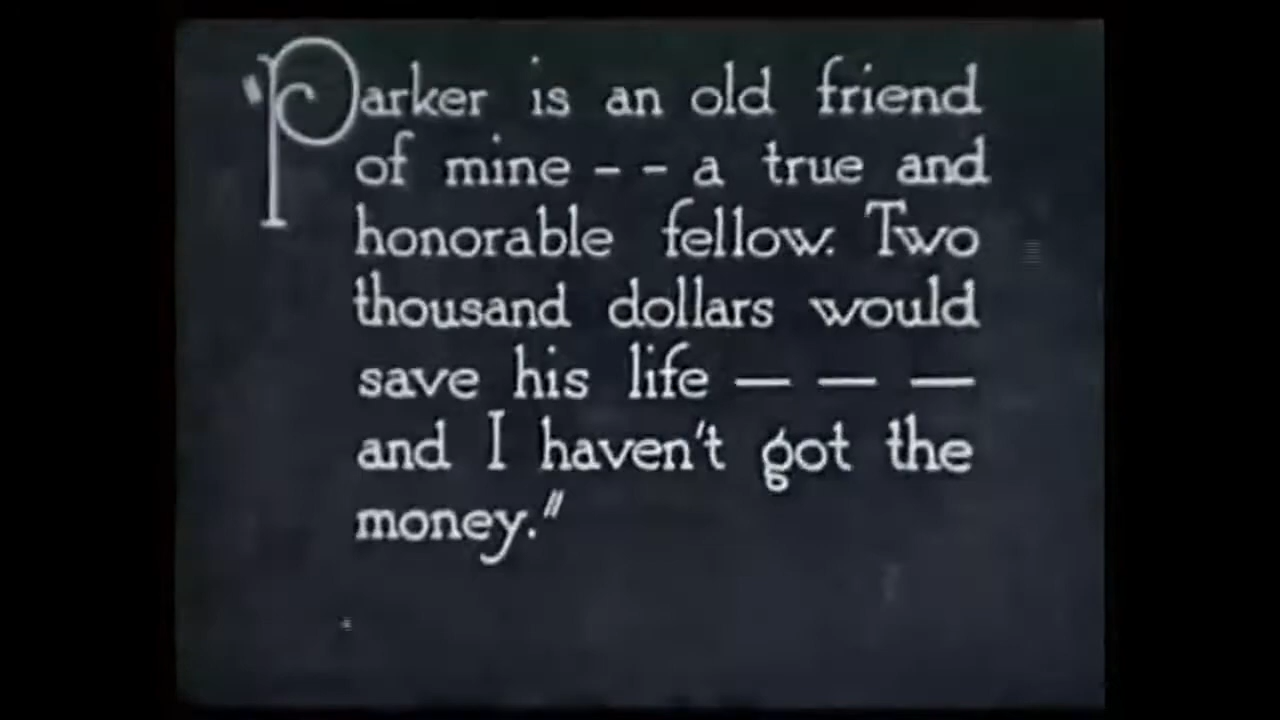 "Parker is an old friend
of mine - - a true and
honorable fellow. Two
thousand dollars would
save his life — — —
and I haven't got the
money."